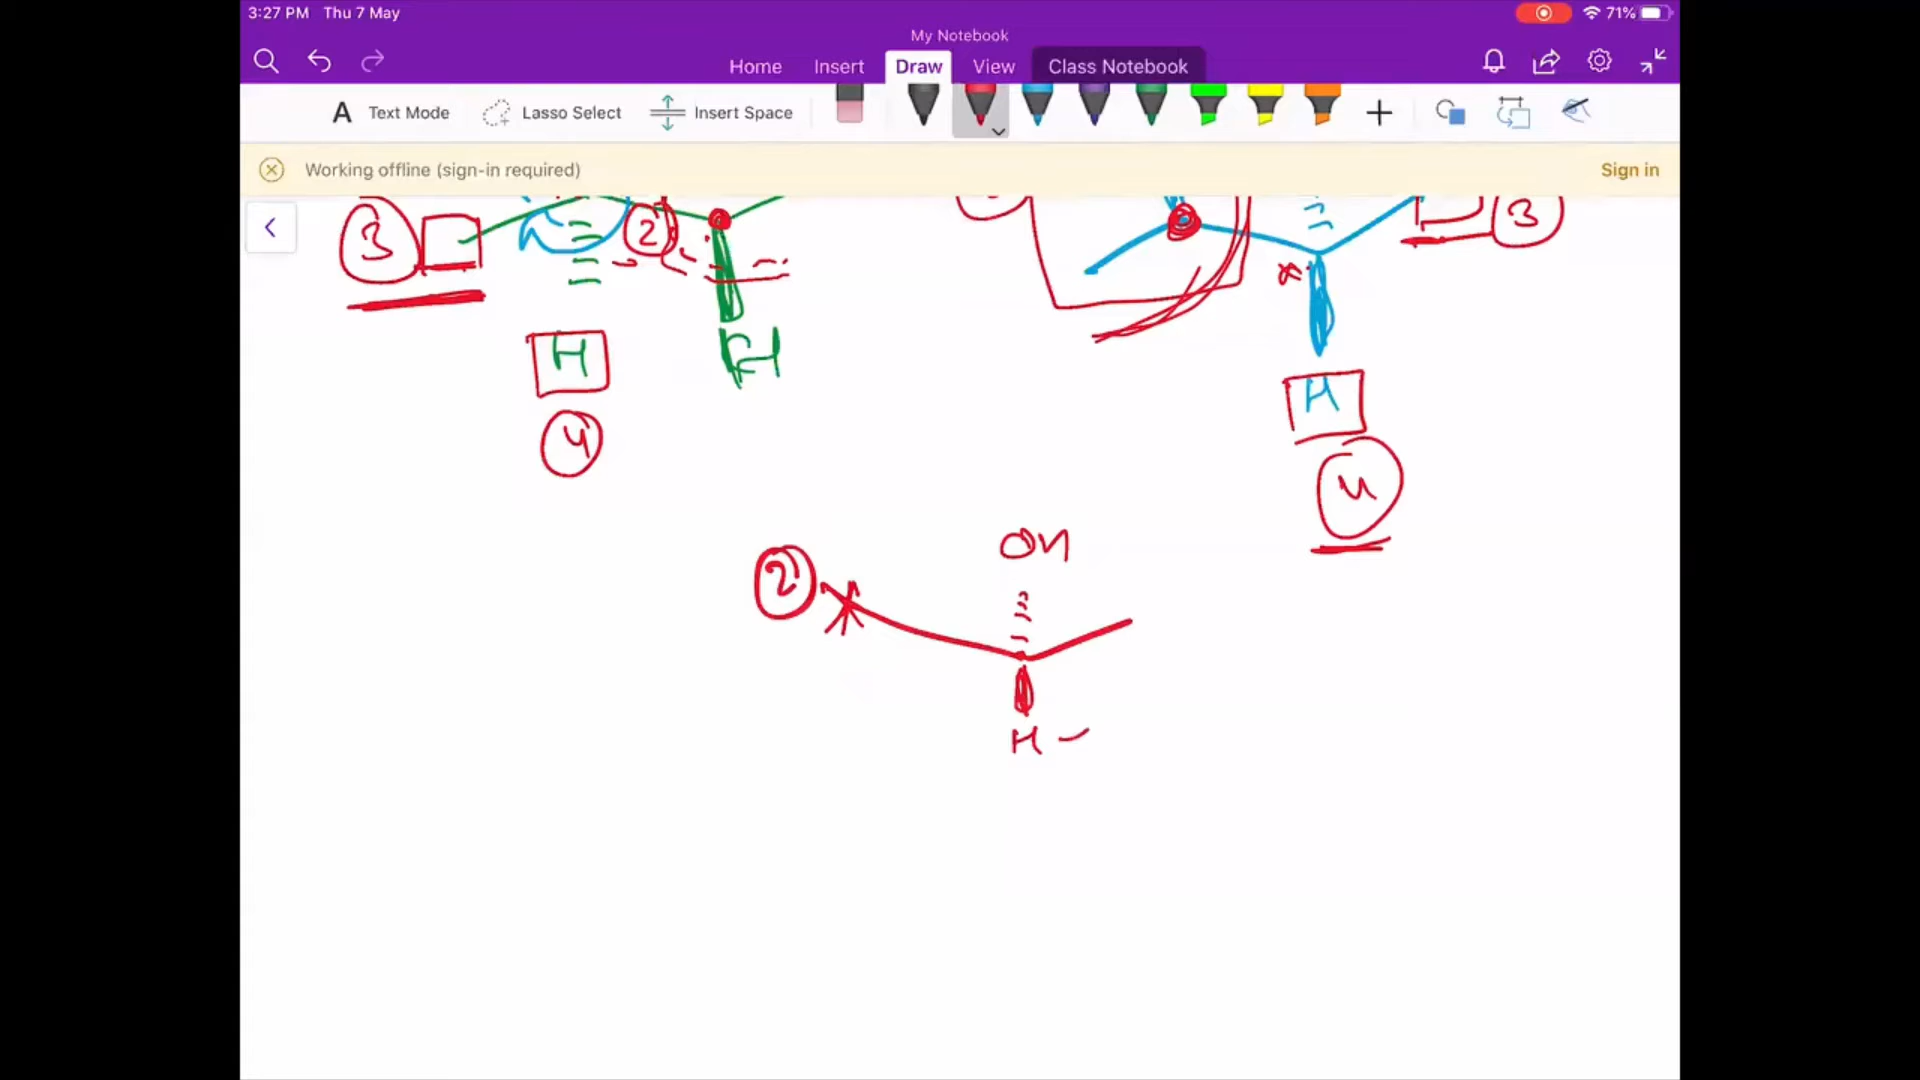 3:27 PM Thu 7 May
71%
My Notebook
Home Insert Draw View Class Notebook
A Text Mode Lasso Select Insert Space
Working offline (sign-in required)
Sign in
3
2
3
H
H
H
4
4
2
OH
H